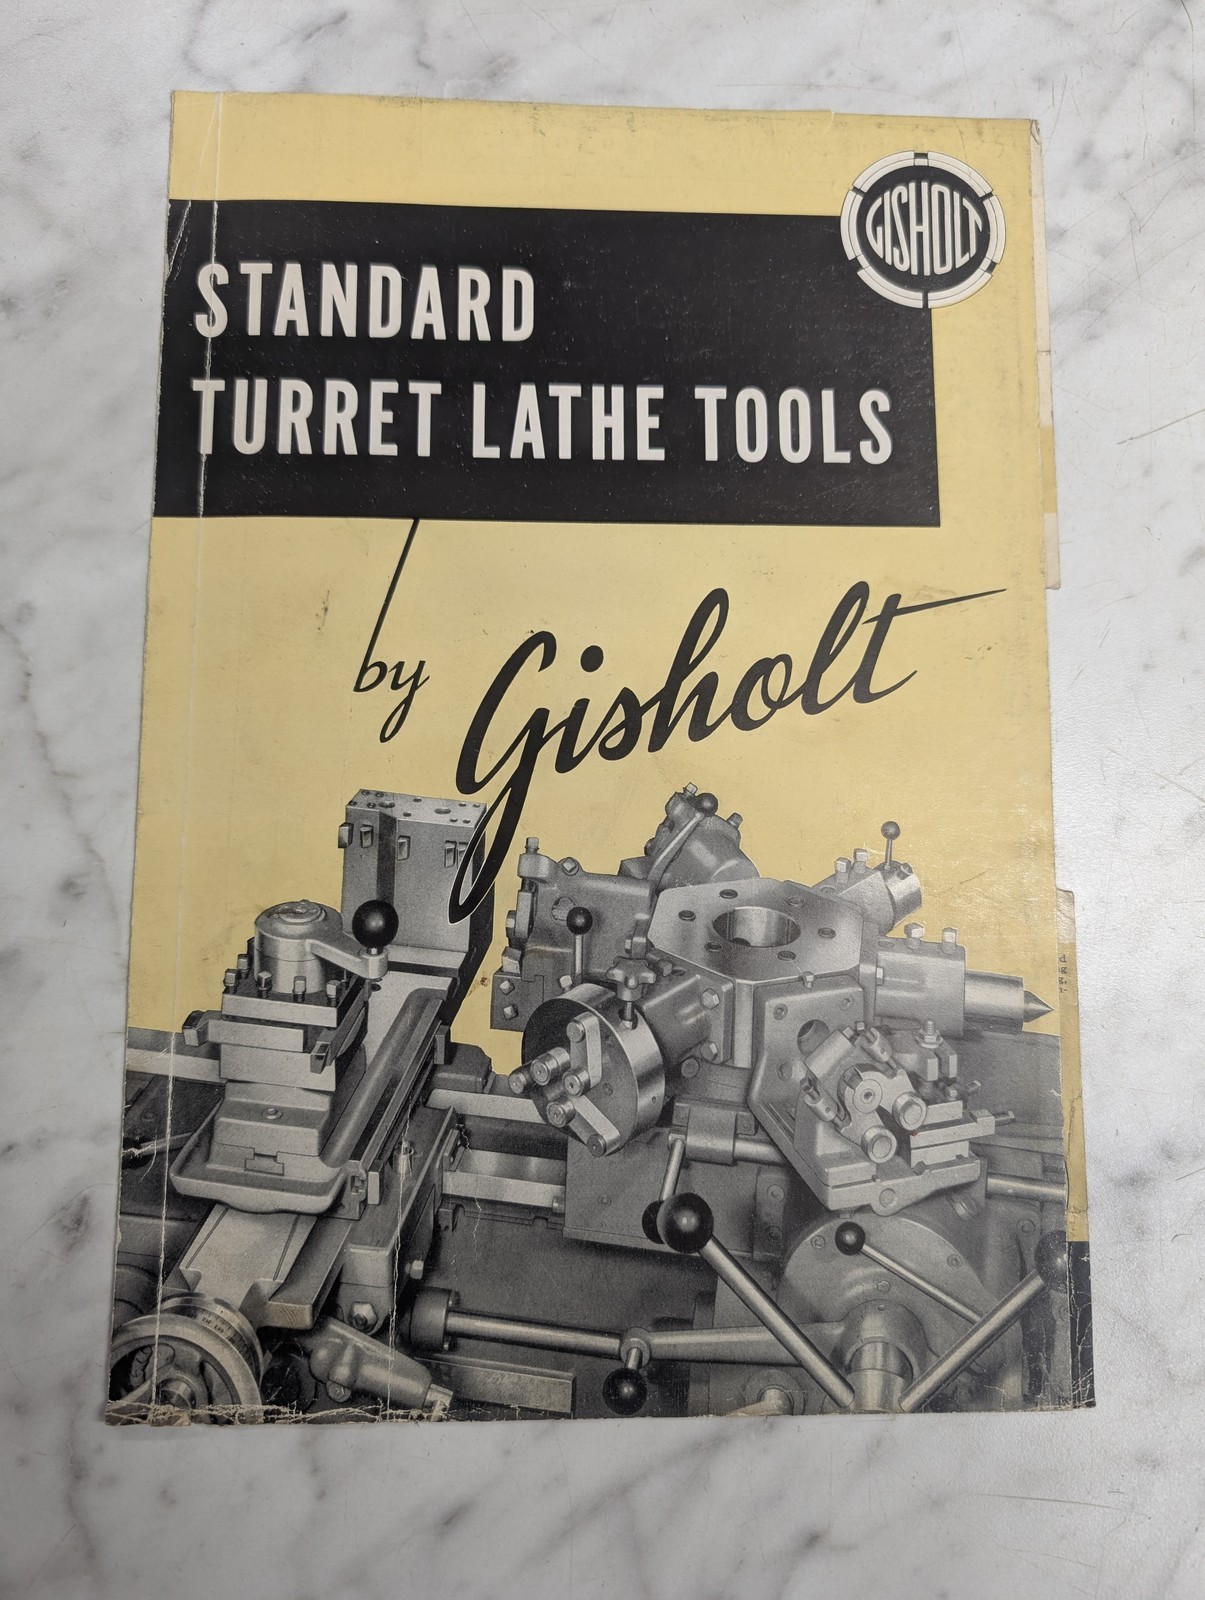 GISHOLT
STANDARD
TURRET LATHE TOOLS
by Gisholt